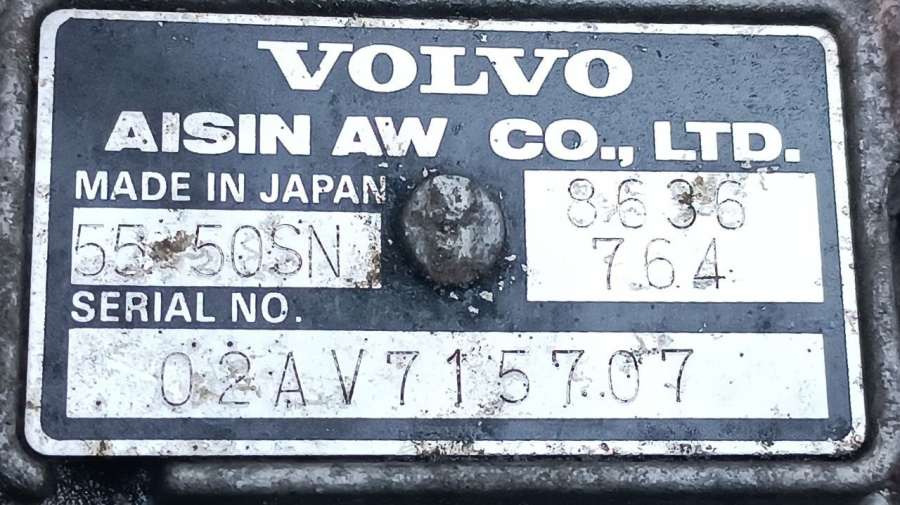 VOLVO
AISIN AW CO., LTD.
MADE IN JAPAN
8636
55-50SN
764
SERIAL NO.
02AV715707